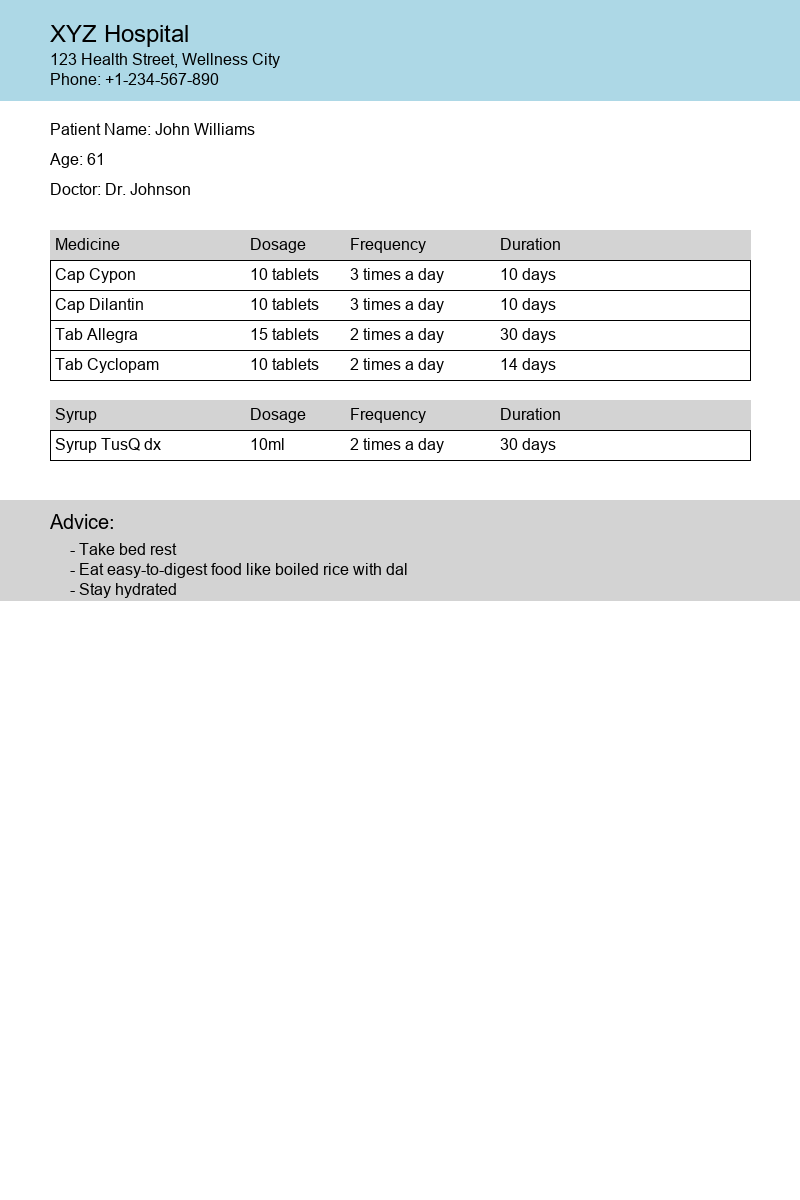 XYZ Hospital
123 Health Street, Wellness City
Phone: +1-234-567-890
Patient Name: John Williams
Age: 61
Doctor: Dr. Johnson
Medicine Dosage Frequency Duration
Cap Cypon 10 tablets 3 times a day 10 days
Cap Dilantin 10 tablets 3 times a day 10 days
Tab Allegra 15 tablets 2 times a day 30 days
Tab Cyclopam 10 tablets 2 times a day 14 days
Syrup Dosage Frequency Duration
Syrup TusQ dx 10ml 2 times a day 30 days
Advice:
- Take bed rest
- Eat easy-to-digest food like boiled rice with dal
- Stay hydrated